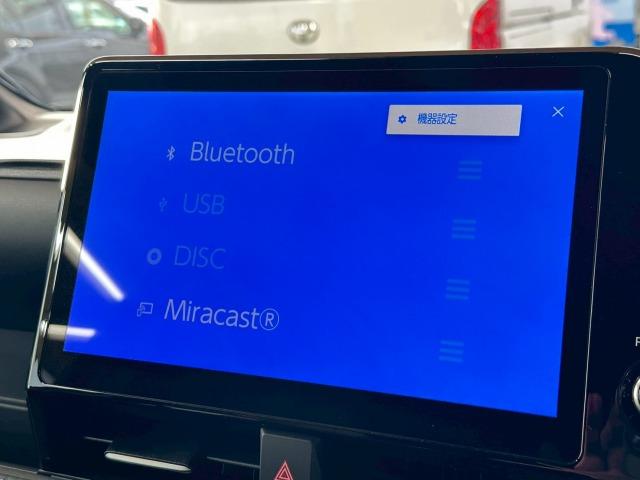 機器設定
Bluetooth
USB
DISC
Miracast®